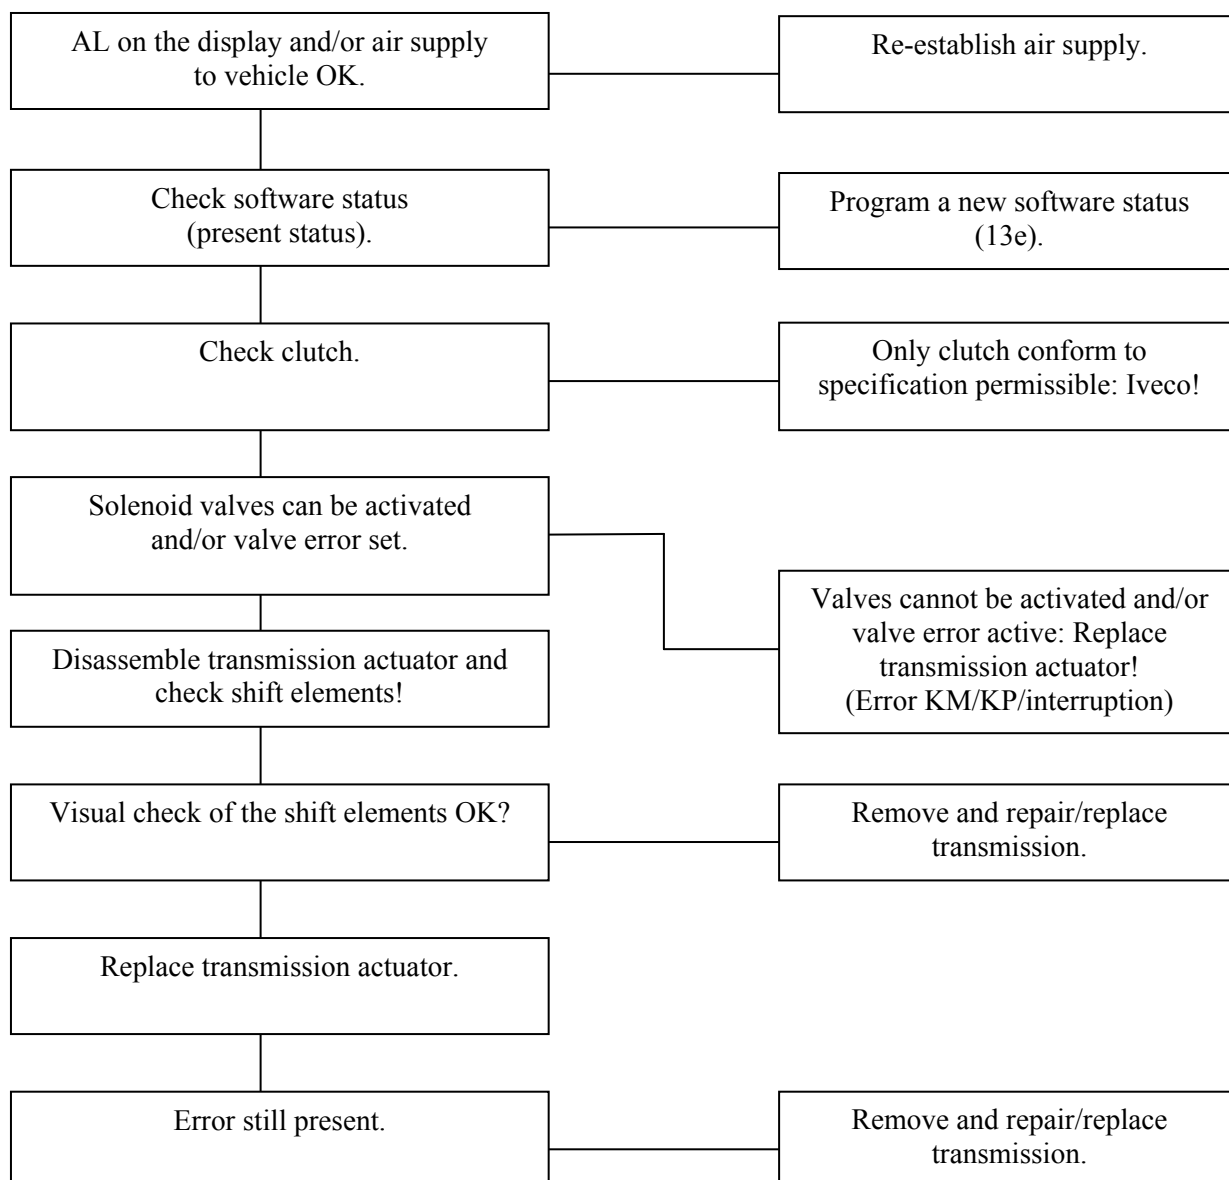 AL on the display and/or air supply
to vehicle OK.
Re-establish air supply.
Check software status
(present status).
Program a new software status
(13e).
Check clutch.
Only clutch conform to
specification permissible: Iveco!
Solenoid valves can be activated
and/or valve error set.
Valves cannot be activated and/or
valve error active: Replace
transmission actuator!
(Error KM/KP/interruption)
Disassemble transmission actuator and
check shift elements!
Visual check of the shift elements OK?
Remove and repair/replace
transmission.
Replace transmission actuator.
Error still present.
Remove and repair/replace
transmission.